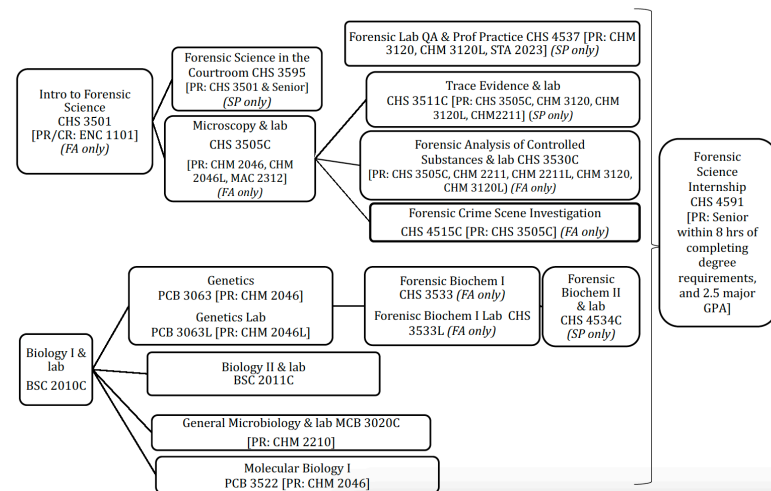 Forensic Lab QA & Prof Practice CHS 4537 [PR: CHM
3120, CHM 3120L, STA 2023] (SP only)
Forensic Science in the
Courtroom CHS 3595
[PR: CHS 3501 & Senior]
(SP only)
Intro to Forensic
Science
CHS 3501
[PR/CR: ENC 1101]
(FA only)
Microscopy & lab
CHS 3505C
[PR: CHM 2046, CHM
2046L, MAC 2312]
(FA only)
Trace Evidence & lab
CHS 3511C [PR: CHS 3505C, CHM 3120, CHM
3120L, CHM2211] (SP only)
Forensic Analysis of Controlled
Substances & lab CHS 3530C
[PR: CHS 3505C, CHM 2211, CHM 2211L, CHM 3120,
CHM 3120L) (FA only)
Forensic Crime Scene Investigation
CHS 4515C [PR: CHS 3505C] (FA only)
Forensic
Science
Internship
CHS 4591
[PR: Senior
within 8 hrs of
completing
degree
requirements,
and 2.5 major
GPA]
Biology I &
lab
BSC 2010C
Genetics
PCB 3063 [PR: CHM 2046]
Genetics Lab
PCB 3063L [PR: CHM 2046L]
Forensic Biochem I
CHS 3533 (FA only)
Forenisc Biochem I Lab CHS
3533L (FA only)
Forensic
Biochem II
& lab
CHS 4534C
(SP only)
Biology II & lab
BSC 2011C
General Microbiology & lab MCB 3020C
[PR: CHM 2210]
Molecular Biology I
PCB 3522 [PR: CHM 2046]